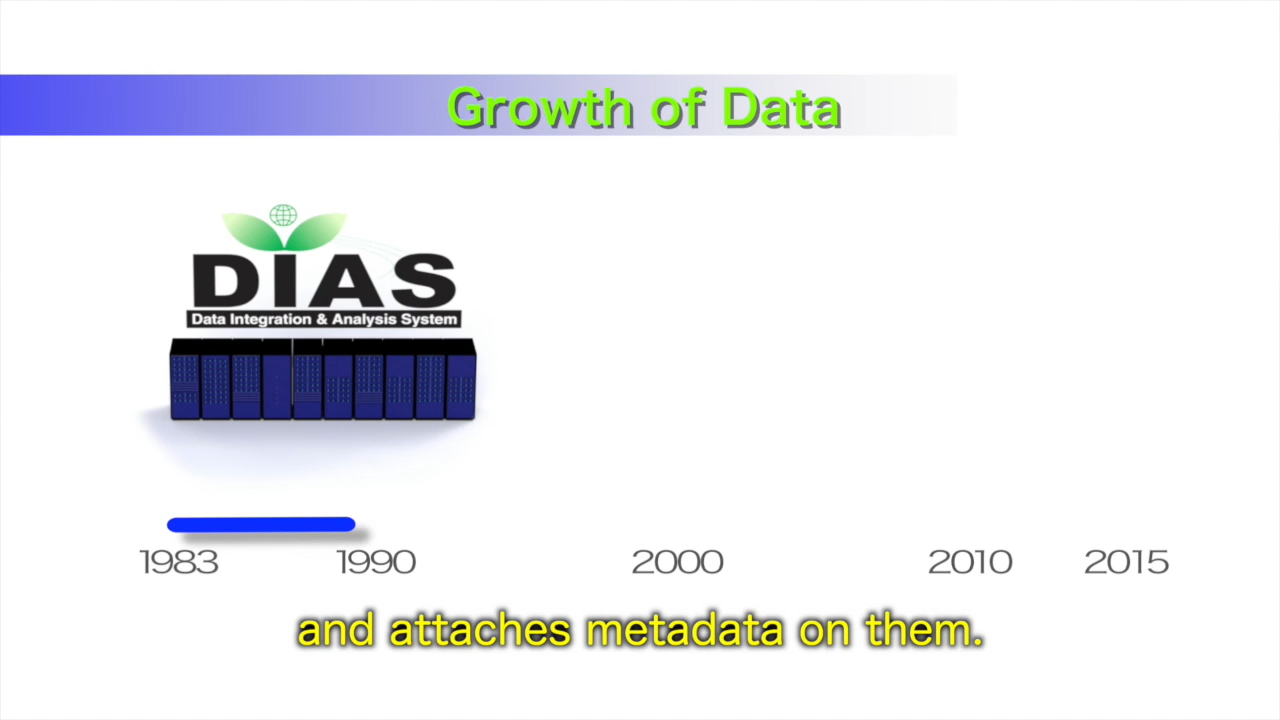 Growth of Data
DIAS
Data Integration & Analysis System
1983 1990 2000 2010 2015
and attaches metadata on them.